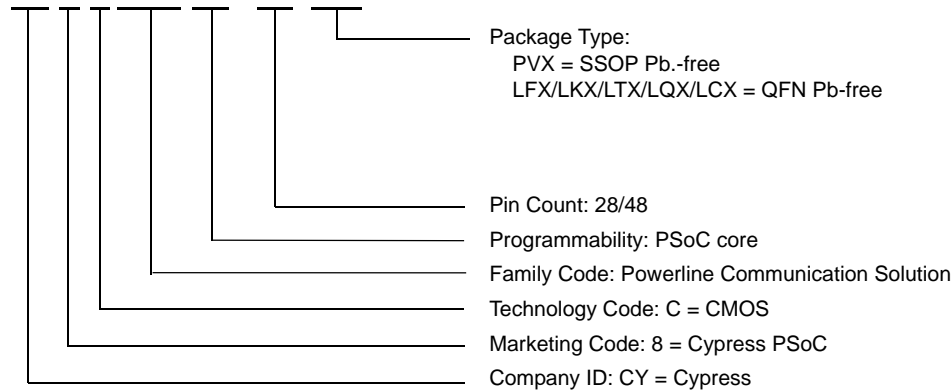 Package Type:
PVX = SSOP Pb.-free
LFX/LKX/LTX/LQX/LCX = QFN Pb-free
Pin Count: 28/48
Programmability: PSoC core
Family Code: Powerline Communication Solution
Technology Code: C = CMOS
Marketing Code: 8 = Cypress PSoC
Company ID: CY = Cypress